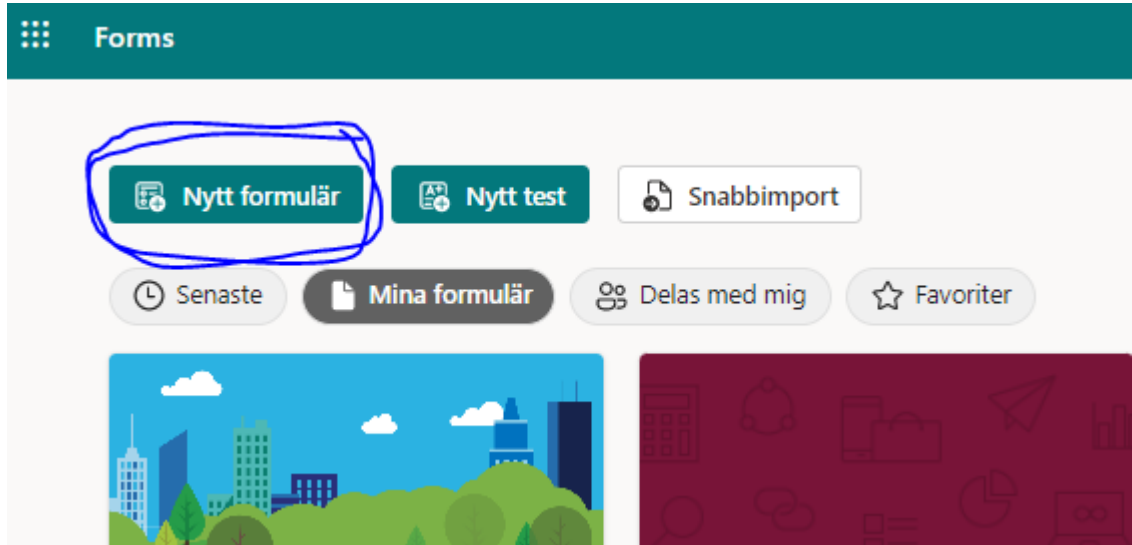 Forms
Nytt formulär Nytt test Snabbimport
Senaste Mina formulär Delas med mig Favoriter